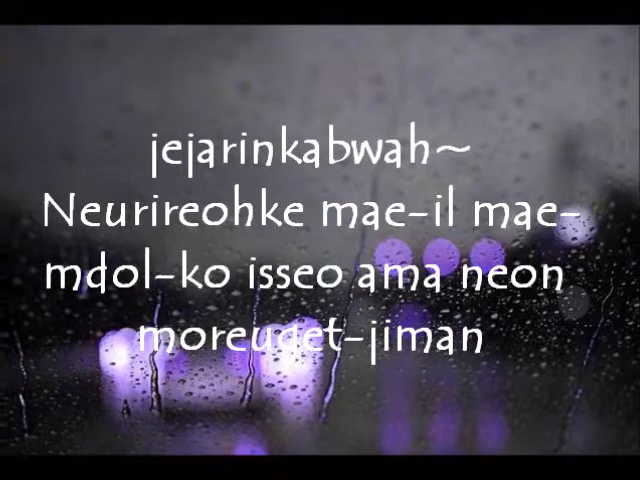 jejarinkabwah~
Neurireohke mae-il mae-
mdol-ko isseo ama neon
moreuget-jiman